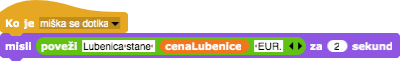 Ko je miška se dotika
misli poveži Lubenica stane cenaLubenice EUR. za 2 sekund